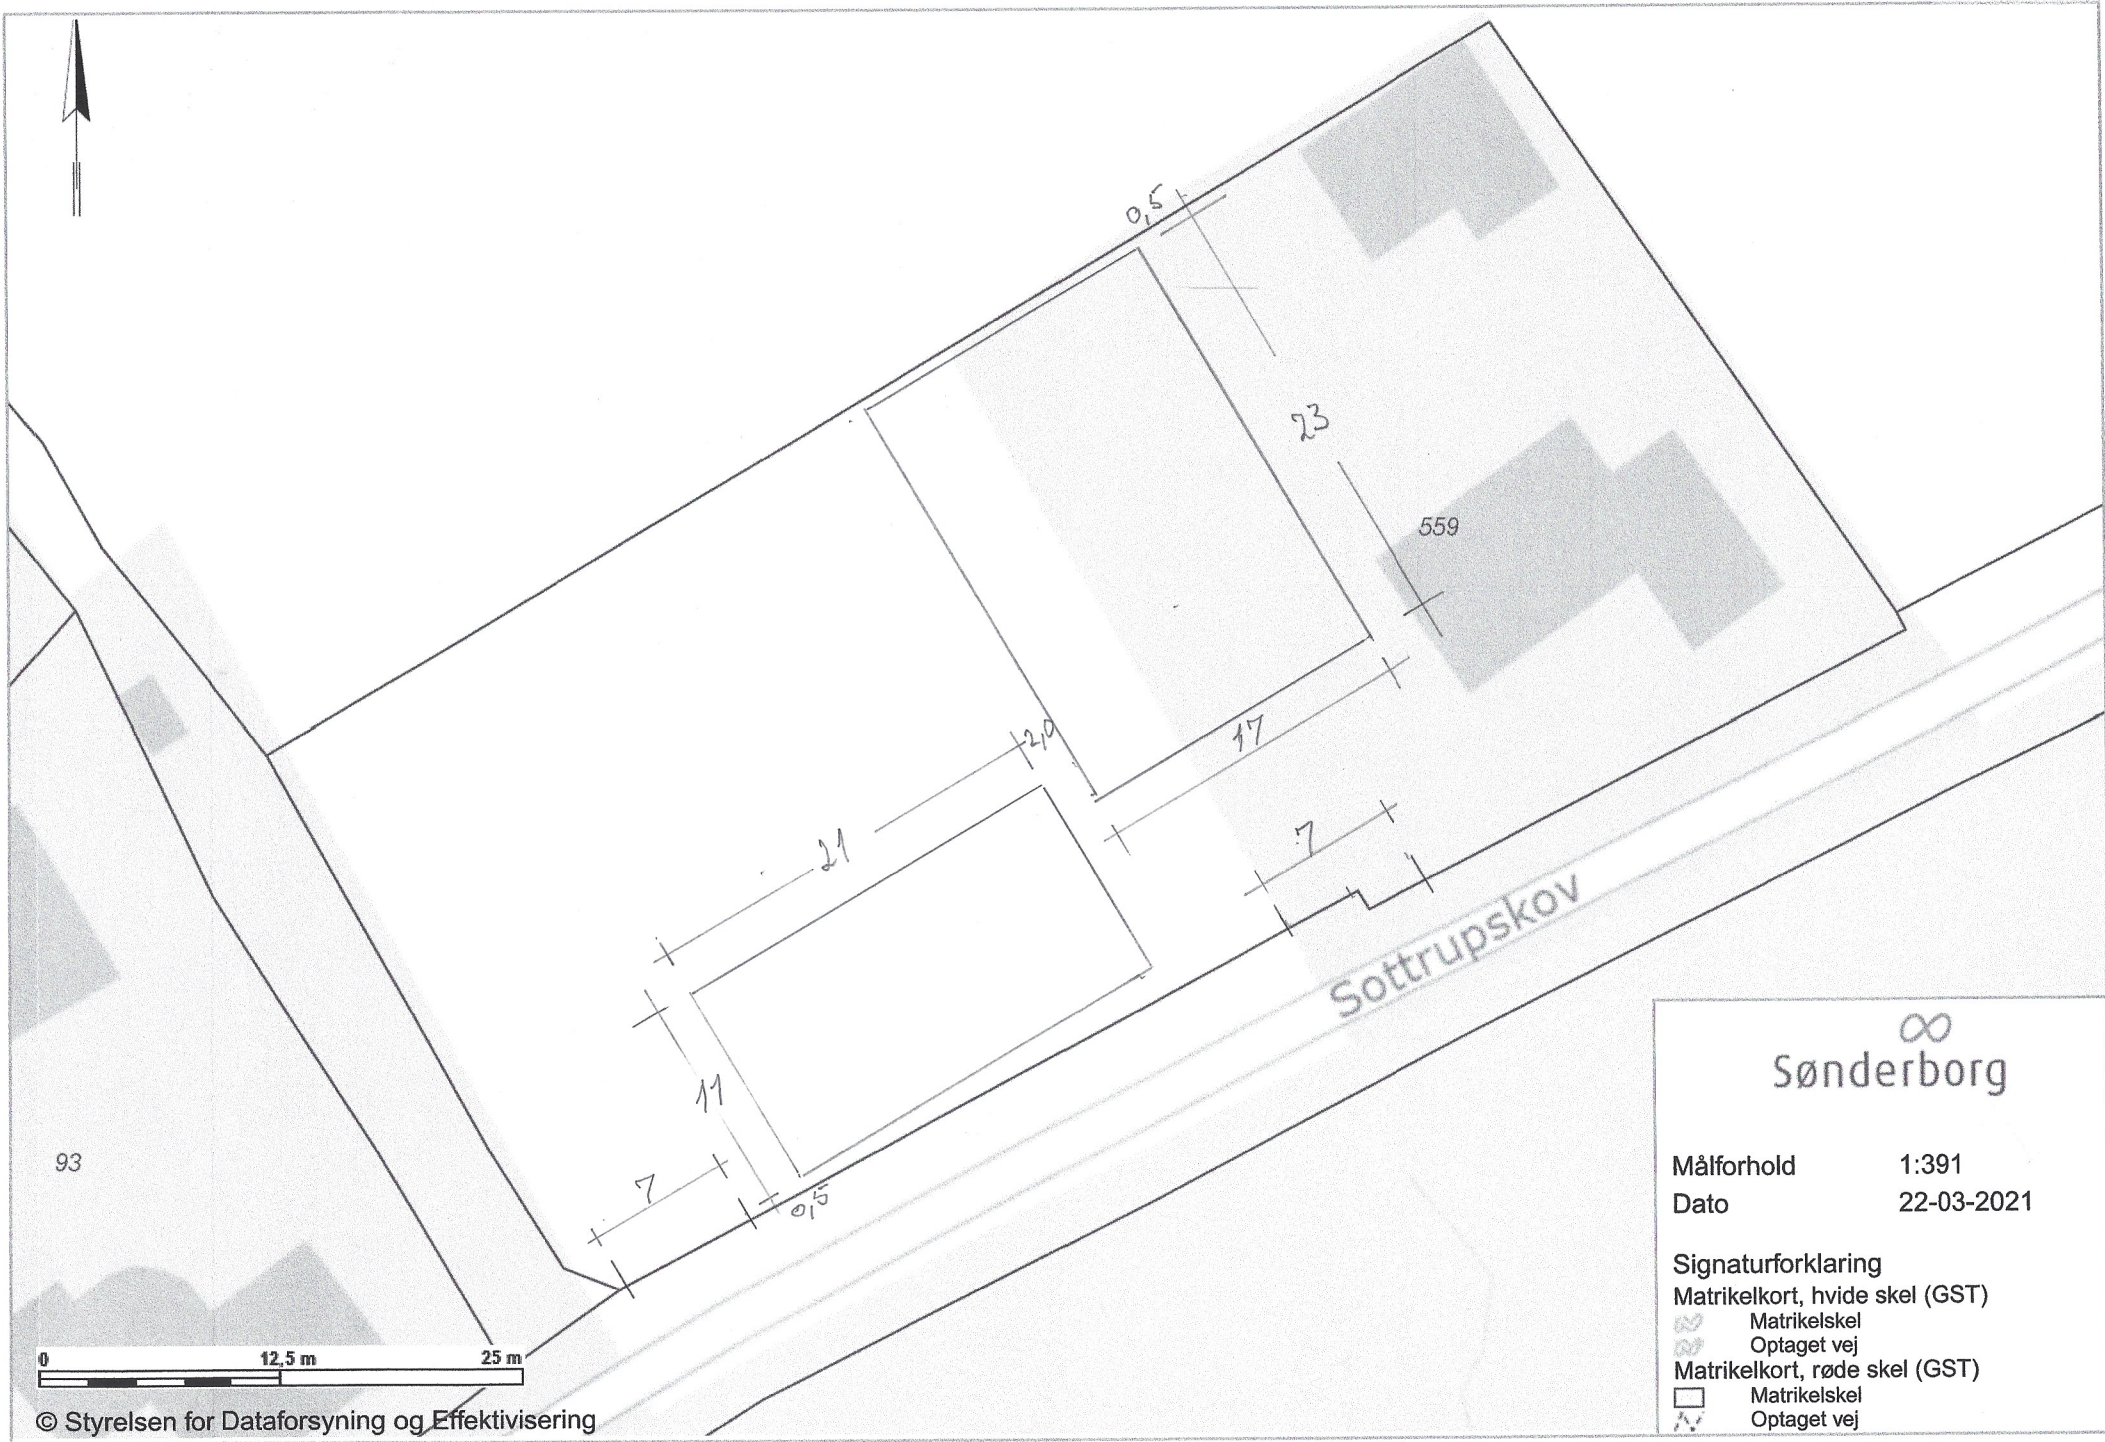 0,5
23
559
2,0
17
21
7
11
7
0,5
93
Sottrupskov
Sønderborg
Målforhold 1:391
Dato 22-03-2021
Signaturforklaring
Matrikelkort, hvide skel (GST)
Matrikelskel
Optaget vej
Matrikelkort, røde skel (GST)
Matrikelskel
Optaget vej
0 12,5 m 25 m
© Styrelsen for Dataforsyning og Effektivisering